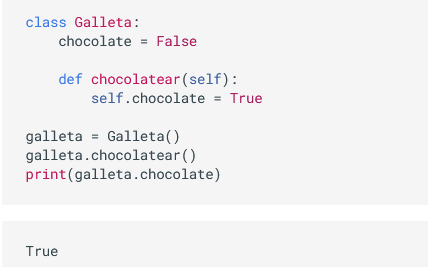 class Galleta:
    chocolate = False

    def chocolatear(self):
        self.chocolate = True

galleta = Galleta()
galleta.chocolatear()
print(galleta.chocolate)

True